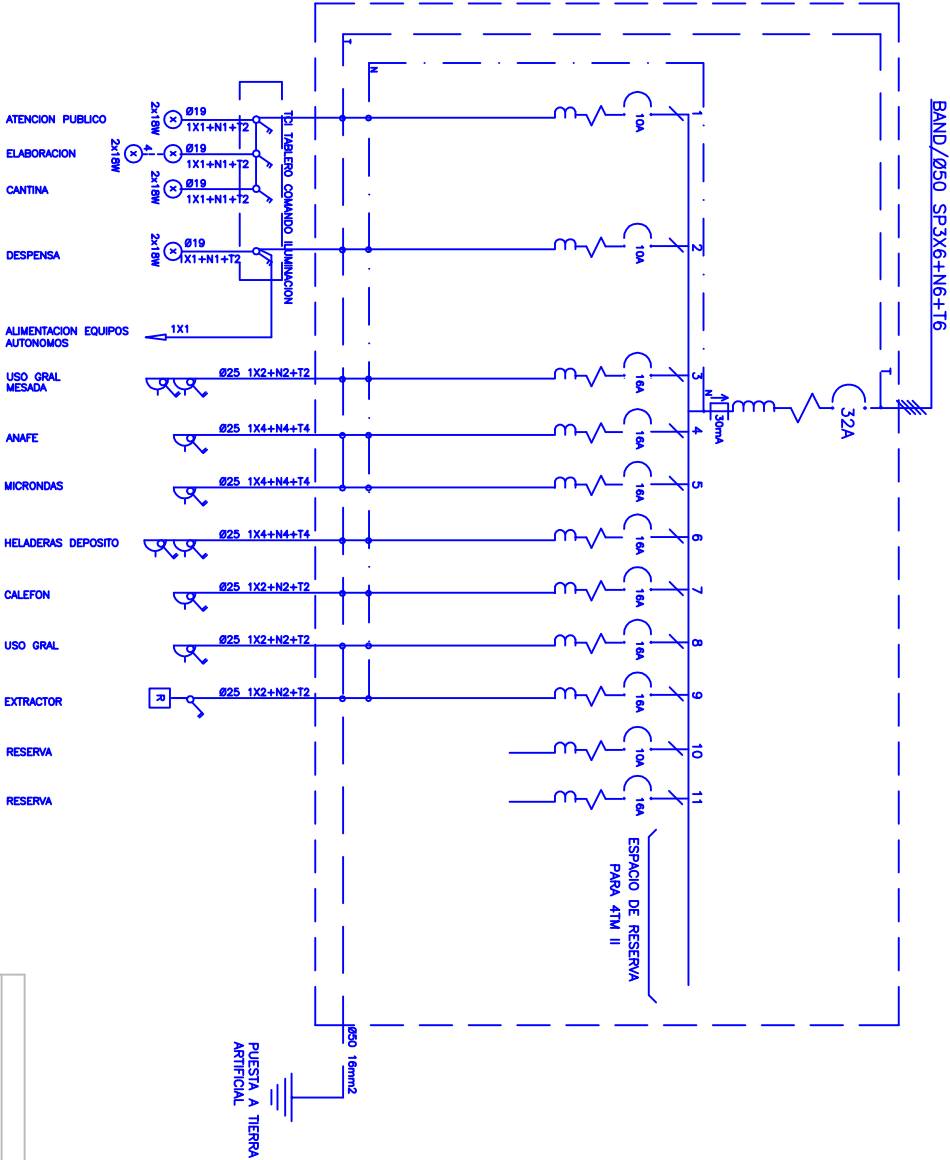 BAND/Ø50 SP3X6+N6+T6
T
32A
N
30mA
T
N
1
10A
2
10A
3
16A
4
16A
5
16A
6
16A
7
16A
8
16A
9
16A
10
10A
11
16A
ESPACIO DE RESERVA
PARA 4TM II
TCI TABLERO COMANDO ILUMINACION
ATENCION PUBLICO
2x18W
Ø19
1X1+N1+T2
ELABORACION
2x18W
4
Ø19
1X1+N1+T2
CANTINA
2x18W
Ø19
1X1+N1+T2
DESPENSA
2x18W
Ø19
1X1+N1+T2
ALIMENTACION EQUIPOS
AUTONOMOS
1X1
USO GRAL
MESADA
Ø25 1X2+N2+T2
ANAFE
Ø25 1X4+N4+T4
MICRONDAS
Ø25 1X4+N4+T4
HELADERAS DEPOSITO
Ø25 1X4+N4+T4
CALEFON
Ø25 1X2+N2+T2
USO GRAL
Ø25 1X2+N2+T2
EXTRACTOR
R
Ø25 1X2+N2+T2
RESERVA
RESERVA
Ø50 16mm2
PUESTA A TIERRA
ARTIFICIAL